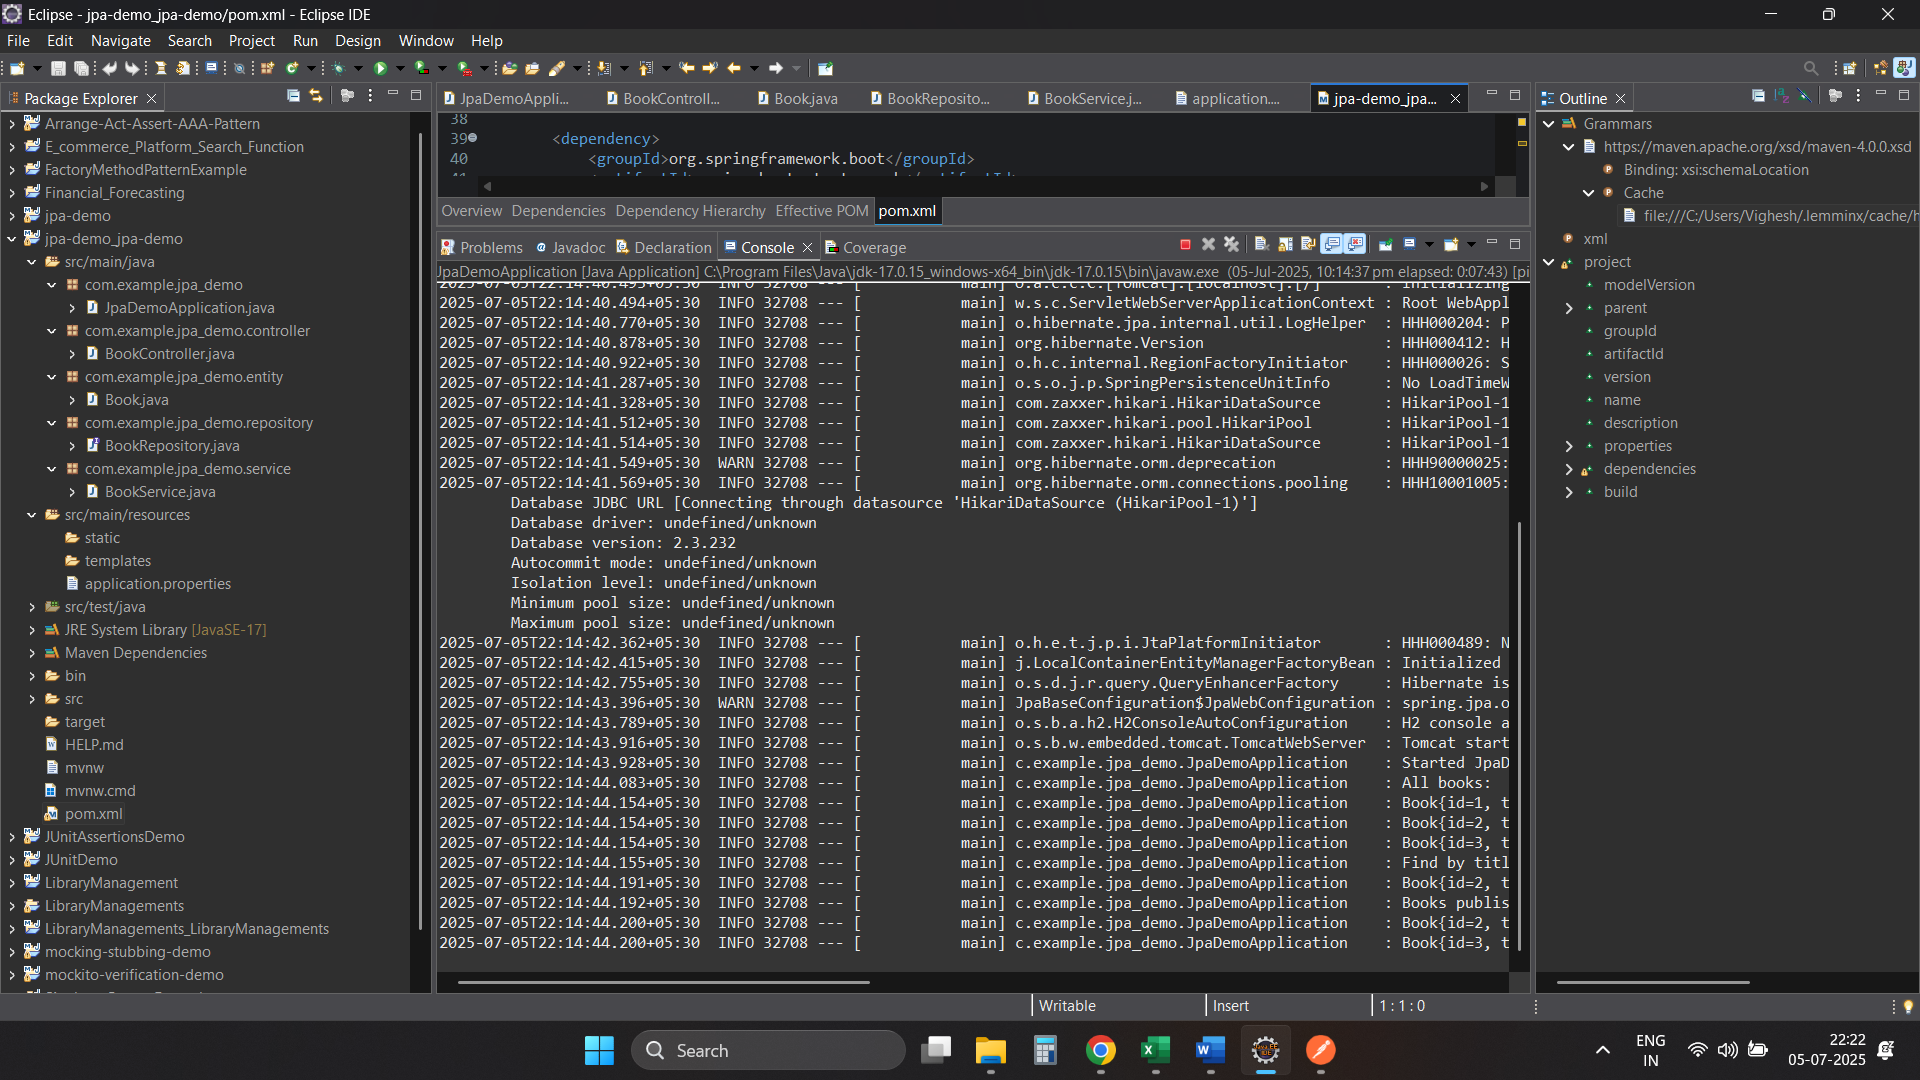 Eclipse - jpa-demo_jpa-demo/pom.xml - Eclipse IDE
File Edit Navigate Search Project Run Design Window Help
Package Explorer
Arrange-Act-Assert-AAA-Pattern
E_commerce_Platform_Search_Function
FactoryMethodPatternExample
Financial_Forecasting
jpa-demo
jpa-demo_jpa-demo
src/main/java
com.example.jpa_demo
JpaDemoApplication.java
com.example.jpa_demo.controller
BookController.java
com.example.jpa_demo.entity
Book.java
com.example.jpa_demo.repository
BookRepository.java
com.example.jpa_demo.service
BookService.java
src/main/resources
static
templates
application.properties
src/test/java
JRE System Library [JavaSE-17]
Maven Dependencies
bin
src
target
HELP.md
mvnw
mvnw.cmd
pom.xml
JUnitAssertionsDemo
JUnitDemo
LibraryManagement
LibraryManagements
LibraryManagements_LibraryManagements
mocking-stubbing-demo
mockito-verification-demo
JpaDemoAppli... BookControll... Book.java BookReposito... BookService.j... application.... jpa-demo_jpa...
38
39 <dependency>
40 <groupId>org.springframework.boot</groupId>
Overview Dependencies Dependency Hierarchy Effective POM pom.xml
Problems Javadoc Declaration Console Coverage
JpaDemoApplication [Java Application] C:\Program Files\Java\jdk-17.0.15_windows-x64_bin\jdk-17.0.15\bin\javaw.exe (05-Jul-2025, 10:14:37 pm elapsed: 0:07:43) [pi
2025-07-05T22:14:40.493+05:30 INFO 32708 --- [ main] o.a.c.c.C.[Tomcat].[localhost].[/] : Initializing
2025-07-05T22:14:40.494+05:30 INFO 32708 --- [ main] w.s.c.ServletWebServerApplicationContext : Root WebAppl
2025-07-05T22:14:40.770+05:30 INFO 32708 --- [ main] o.hibernate.jpa.internal.util.LogHelper : HHH000204: P
2025-07-05T22:14:40.878+05:30 INFO 32708 --- [ main] org.hibernate.Version : HHH000412: H
2025-07-05T22:14:40.922+05:30 INFO 32708 --- [ main] o.h.c.internal.RegionFactoryInitiator : HHH000026: S
2025-07-05T22:14:41.287+05:30 INFO 32708 --- [ main] o.s.o.j.p.SpringPersistenceUnitInfo : No LoadTimeW
2025-07-05T22:14:41.328+05:30 INFO 32708 --- [ main] com.zaxxer.hikari.HikariDataSource : HikariPool-1
2025-07-05T22:14:41.512+05:30 INFO 32708 --- [ main] com.zaxxer.hikari.pool.HikariPool : HikariPool-1
2025-07-05T22:14:41.514+05:30 INFO 32708 --- [ main] com.zaxxer.hikari.HikariDataSource : HikariPool-1
2025-07-05T22:14:41.549+05:30 WARN 32708 --- [ main] org.hibernate.orm.deprecation : HHH90000025:
2025-07-05T22:14:41.569+05:30 INFO 32708 --- [ main] org.hibernate.orm.connections.pooling : HHH10001005:
Database JDBC URL [Connecting through datasource 'HikariDataSource (HikariPool-1)']
Database driver: undefined/unknown
Database version: 2.3.232
Autocommit mode: undefined/unknown
Isolation level: undefined/unknown
Minimum pool size: undefined/unknown
Maximum pool size: undefined/unknown
2025-07-05T22:14:42.362+05:30 INFO 32708 --- [ main] o.h.e.t.j.p.i.JtaPlatformInitiator : HHH000489: N
2025-07-05T22:14:42.415+05:30 INFO 32708 --- [ main] j.LocalContainerEntityManagerFactoryBean : Initialized
2025-07-05T22:14:42.755+05:30 INFO 32708 --- [ main] o.s.d.j.r.query.QueryEnhancerFactory : Hibernate is
2025-07-05T22:14:43.396+05:30 WARN 32708 --- [ main] JpaBaseConfiguration$JpaWebConfiguration : spring.jpa.o
2025-07-05T22:14:43.789+05:30 INFO 32708 --- [ main] o.s.b.a.h2.H2ConsoleAutoConfiguration : H2 console a
2025-07-05T22:14:43.916+05:30 INFO 32708 --- [ main] o.s.b.w.embedded.tomcat.TomcatWebServer : Tomcat start
2025-07-05T22:14:43.928+05:30 INFO 32708 --- [ main] c.example.jpa_demo.JpaDemoApplication : Started JpaD
2025-07-05T22:14:44.083+05:30 INFO 32708 --- [ main] c.example.jpa_demo.JpaDemoApplication : All books:
2025-07-05T22:14:44.154+05:30 INFO 32708 --- [ main] c.example.jpa_demo.JpaDemoApplication : Book{id=1, t
2025-07-05T22:14:44.154+05:30 INFO 32708 --- [ main] c.example.jpa_demo.JpaDemoApplication : Book{id=2, t
2025-07-05T22:14:44.154+05:30 INFO 32708 --- [ main] c.example.jpa_demo.JpaDemoApplication : Book{id=3, t
2025-07-05T22:14:44.155+05:30 INFO 32708 --- [ main] c.example.jpa_demo.JpaDemoApplication : Find by titl
2025-07-05T22:14:44.191+05:30 INFO 32708 --- [ main] c.example.jpa_demo.JpaDemoApplication : Book{id=2, t
2025-07-05T22:14:44.192+05:30 INFO 32708 --- [ main] c.example.jpa_demo.JpaDemoApplication : Books publis
2025-07-05T22:14:44.200+05:30 INFO 32708 --- [ main] c.example.jpa_demo.JpaDemoApplication : Book{id=2, t
2025-07-05T22:14:44.200+05:30 INFO 32708 --- [ main] c.example.jpa_demo.JpaDemoApplication : Book{id=3, t
Outline
Grammars
https://maven.apache.org/xsd/maven-4.0.0.xsd
Binding: xsi:schemaLocation
Cache
file:///C:/Users/Vighesh/.lemminx/cache/h
xml
project
modelVersion
parent
groupId
artifactId
version
name
description
properties
dependencies
build
Writable Insert 1 : 1 : 0
Search
ENG
IN
22:22
05-07-2025